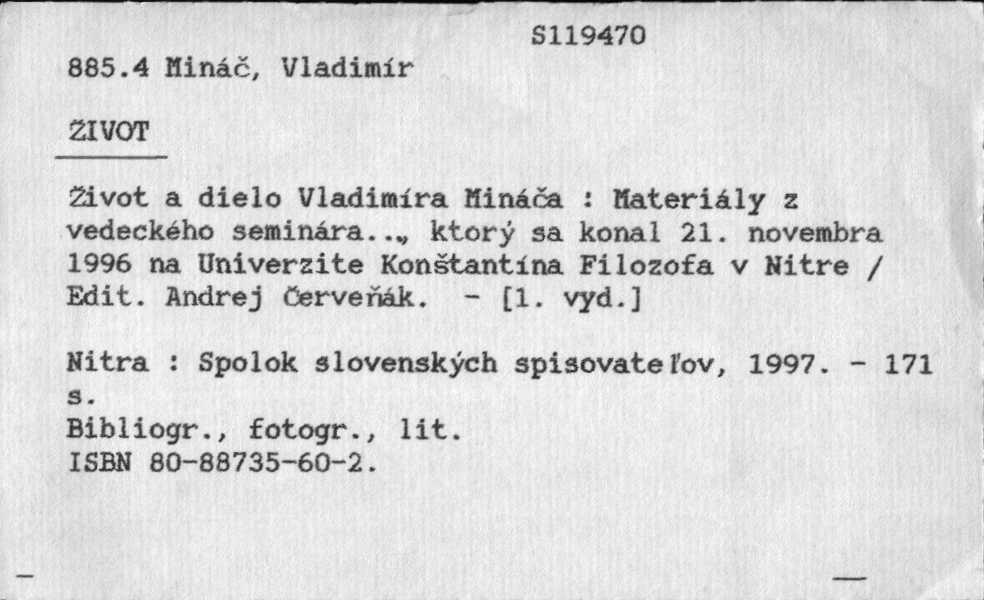 S119470
885.4 Mináč, Vladimír
ŽIVOT
Život a dielo Vladimíra Mináča : Materiály z
vedeckého seminára..., ktorý sa konal 21. novembra
1996 na Univerzite Konštantína Filozofa v Nitre /
Edit. Andrej Červeňák. - [1. vyd.]
Nitra : Spolok slovenských spisovateľov, 1997. - 171
s.
Bibliogr., fotogr., lit.
ISBN 80-88735-60-2.